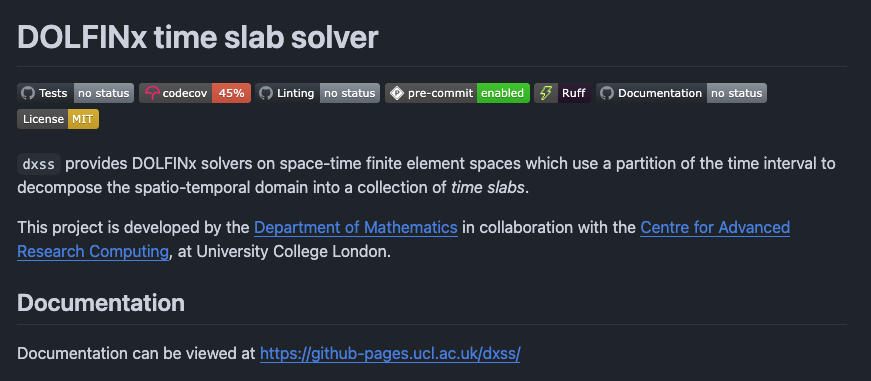 DOLFINx time slab solver
Tests no status codecov 45% Linting no status pre-commit enabled Ruff Documentation no status
License MIT
dxss provides DOLFINx solvers on space-time finite element spaces which use a partition of the time interval to
decompose the spatio-temporal domain into a collection of time slabs.
This project is developed by the Department of Mathematics in collaboration with the Centre for Advanced
Research Computing, at University College London.
Documentation
Documentation can be viewed at https://github-pages.ucl.ac.uk/dxss/